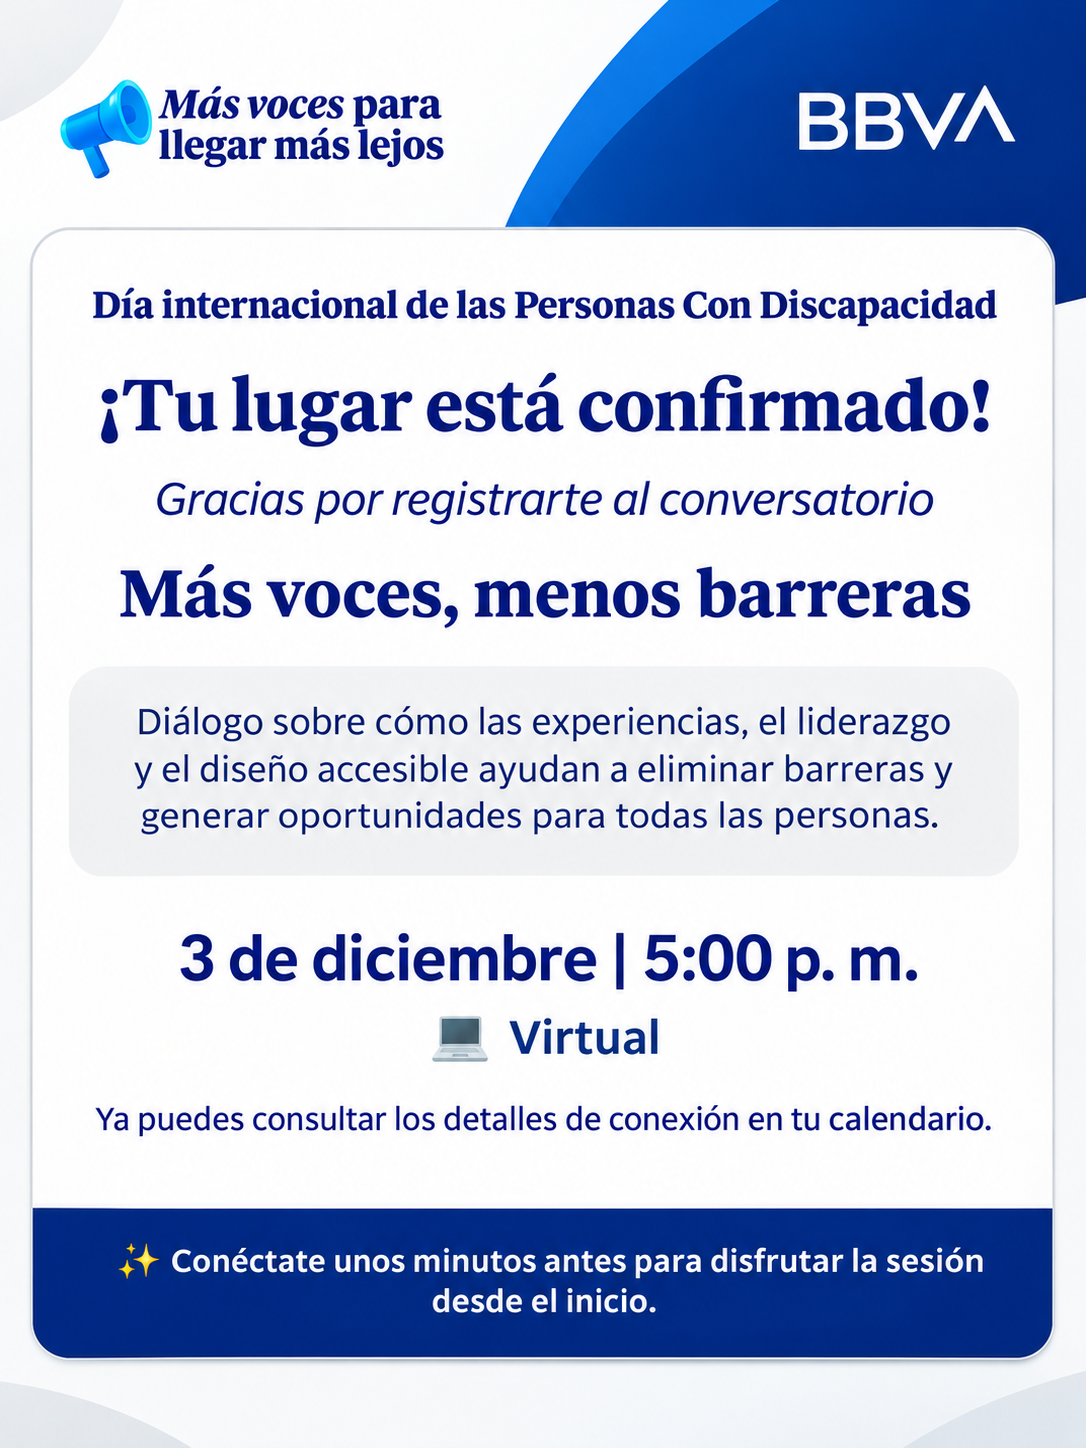 Más voces para
llegar más lejos
BBVA
Día internacional de las Personas Con Discapacidad
¡Tu lugar está confirmado!
Gracias por registrarte al conversatorio
Más voces, menos barreras
Diálogo sobre cómo las experiencias, el liderazgo
y el diseño accesible ayudan a eliminar barreras y
generar oportunidades para todas las personas.
3 de diciembre | 5:00 p. m.
💻 Virtual
Ya puedes consultar los detalles de conexión en tu calendario.
✨ Conéctate unos minutos antes para disfrutar la sesión
desde el inicio.